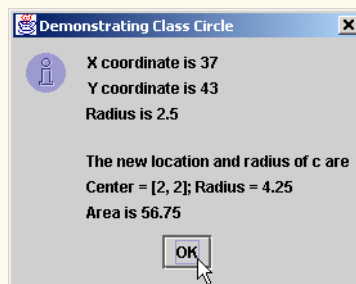 Demonstrating Class Circle
X coordinate is 37
Y coordinate is 43
Radius is 2.5
The new location and radius of c are
Center = [2, 2]; Radius = 4.25
Area is 56.75
OK